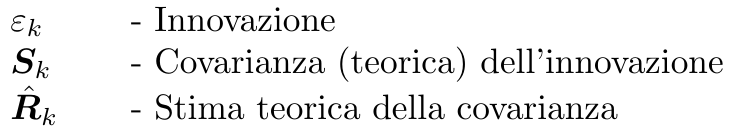 ε_k - Innovazione
S_k - Covarianza (teorica) dell'innovazione
R̂_k - Stima teorica della covarianza